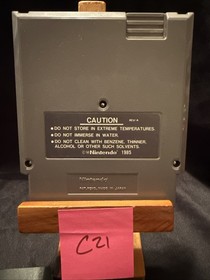 CAUTION
• DO NOT STORE IN EXTREME TEMPERATURES.
• DO NOT IMMERSE IN WATER.
• DO NOT CLEAN WITH BENZENE, THINNER,
ALCOHOL OR OTHER SUCH SOLVENTS.
Nintendo 1985
Nintendo
C21